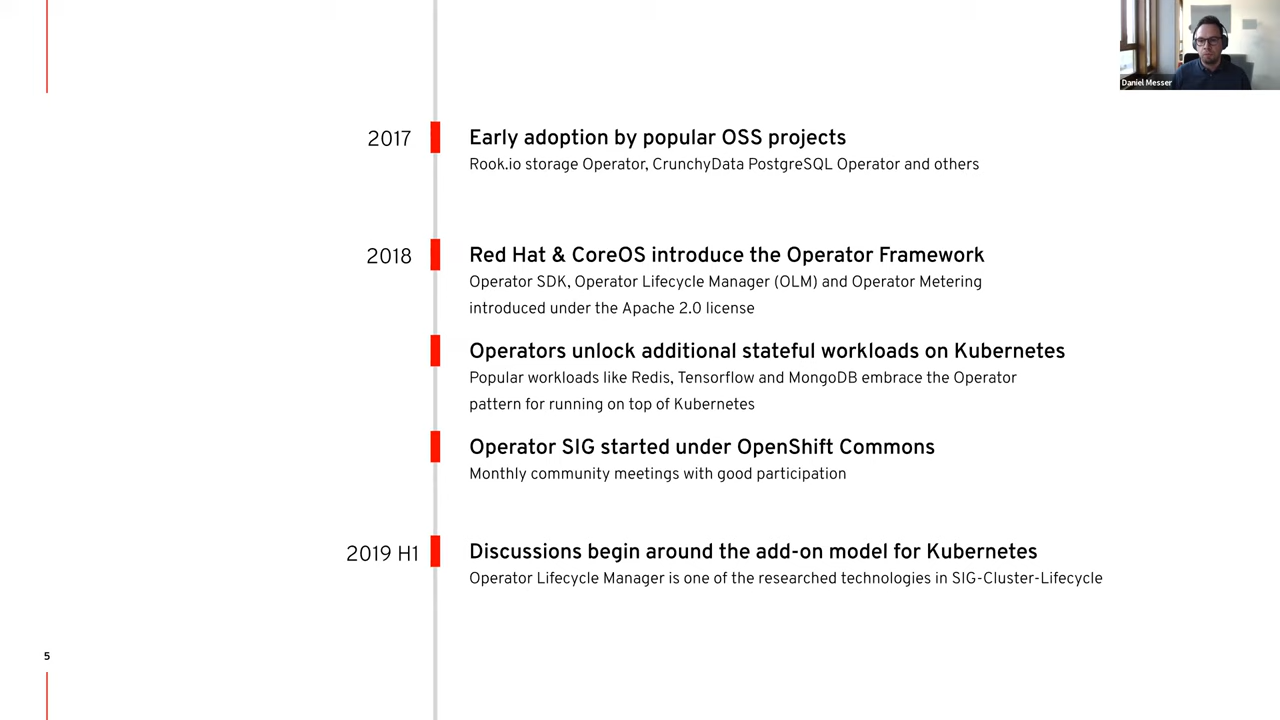 Daniel Messer
2017
Early adoption by popular OSS projects
Rook.io storage Operator, CrunchyData PostgreSQL Operator and others
2018
Red Hat & CoreOS introduce the Operator Framework
Operator SDK, Operator Lifecycle Manager (OLM) and Operator Metering
introduced under the Apache 2.0 license
Operators unlock additional stateful workloads on Kubernetes
Popular workloads like Redis, Tensorflow and MongoDB embrace the Operator
pattern for running on top of Kubernetes
Operator SIG started under OpenShift Commons
Monthly community meetings with good participation
2019 H1
Discussions begin around the add-on model for Kubernetes
Operator Lifecycle Manager is one of the researched technologies in SIG-Cluster-Lifecycle
5